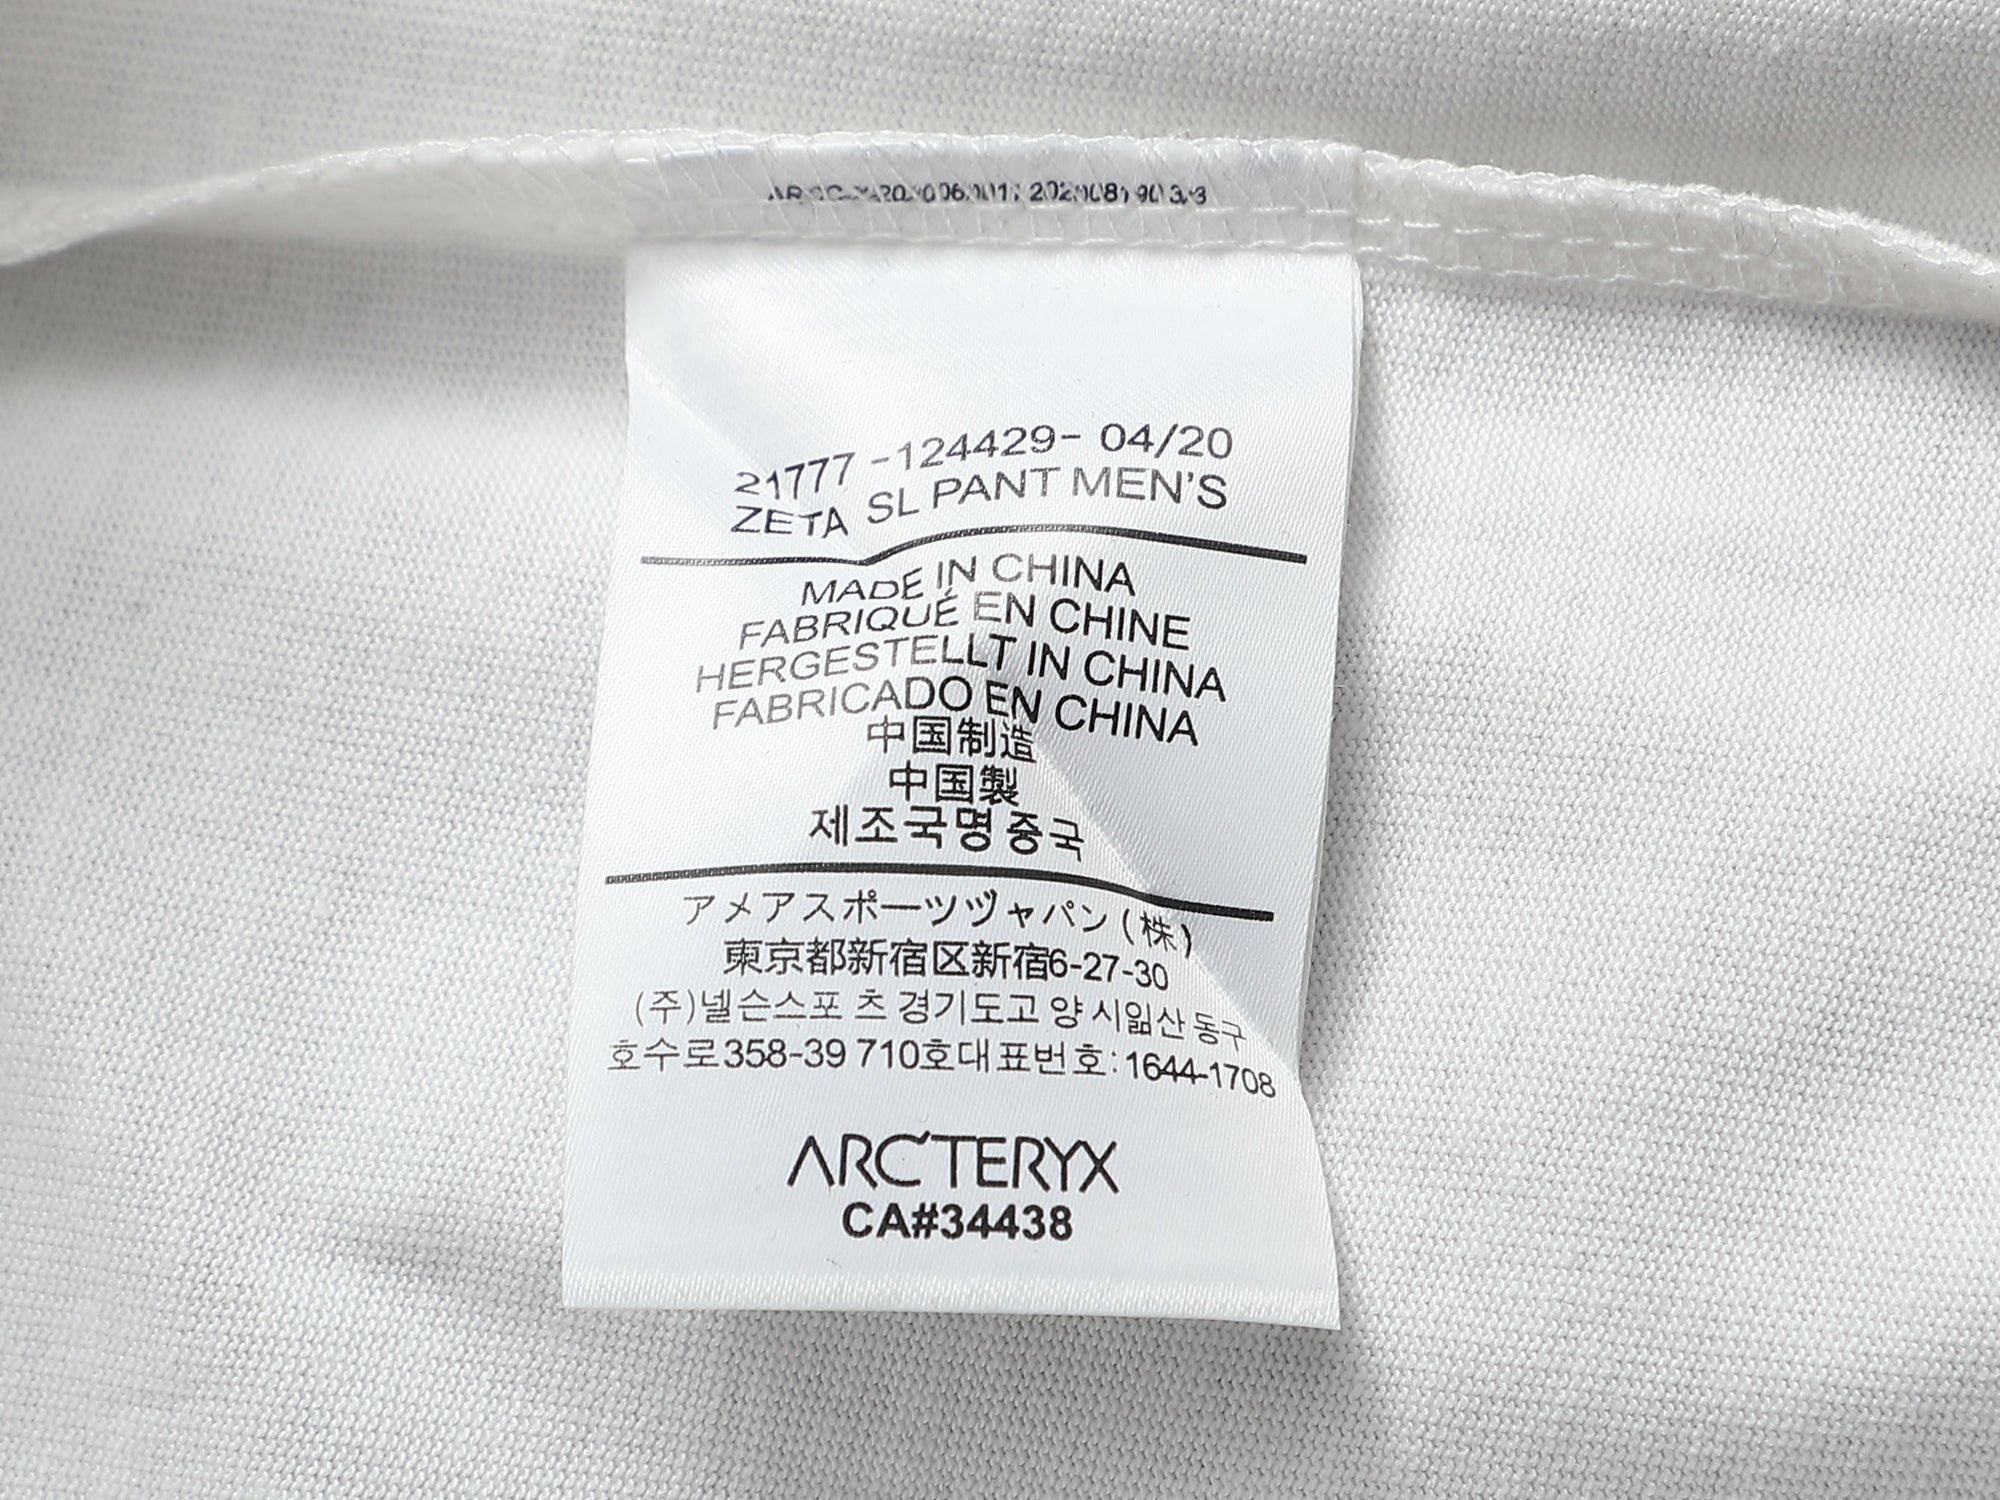 21777 -124429- 04/20
ZETA SL PANT MEN'S
MADE IN CHINA
FABRIQUÉ EN CHINE
HERGESTELLT IN CHINA
FABRICADO EN CHINA
中国制造
中国製
제조국명 중국
アメアスポーツヅャパン (株)
東京都新宿区新宿6-27-30
(주)넬슨스포 츠 경기도고 양 시일산 동구
호수로358-39 710호대표번호: 1644-1708
ARC'TERYX
CA#34438